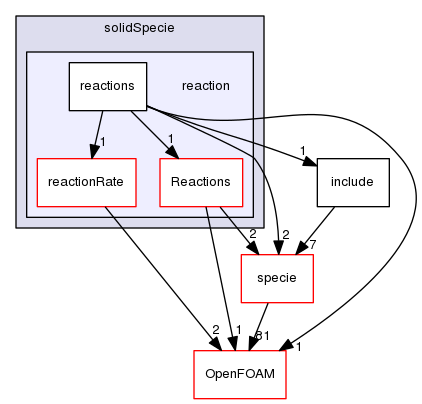 solidSpecie
reactions
reaction
1
1
1
reactionRate
Reactions
include
2
2
7
specie
2
1
81
1
OpenFOAM